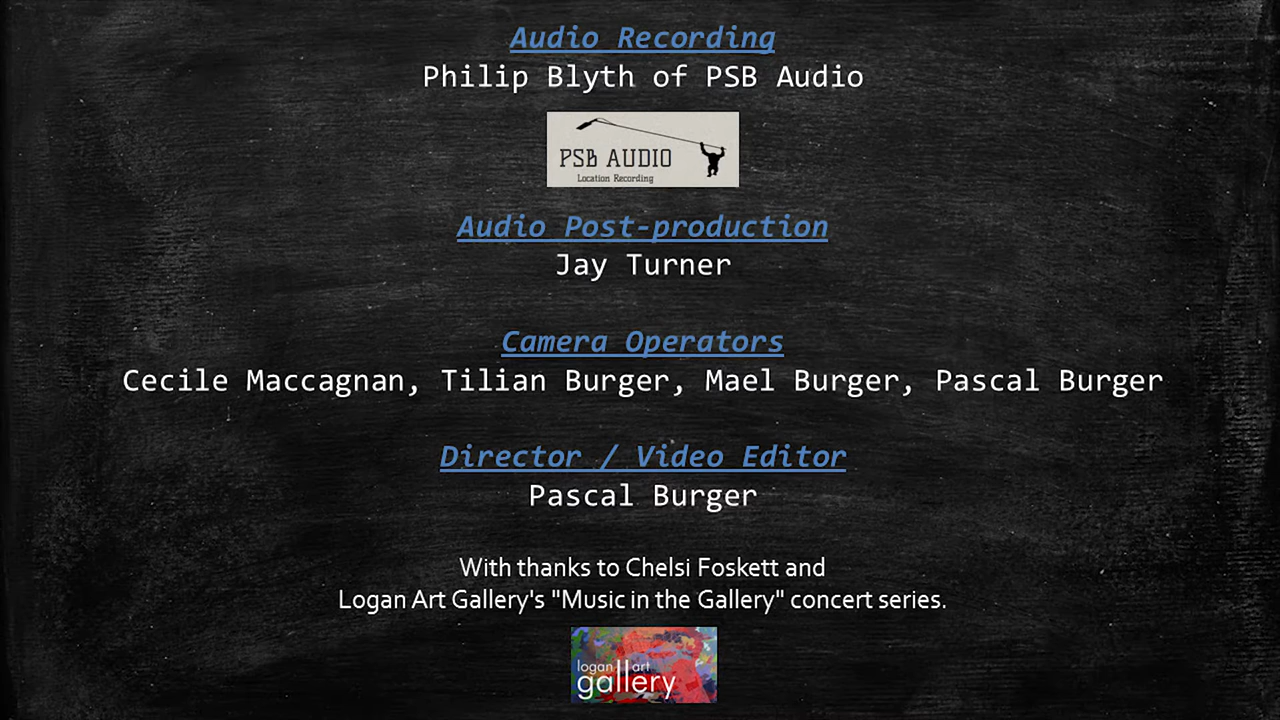 Audio Recording
Philip Blyth of PSB Audio
PSB AUDIO
Location Recording
Audio Post-production
Jay Turner
Camera Operators
Cecile Maccagnan, Tilian Burger, Mael Burger, Pascal Burger
Director / Video Editor
Pascal Burger
With thanks to Chelsi Foskett and
Logan Art Gallery's "Music in the Gallery" concert series.
logan art
gallery